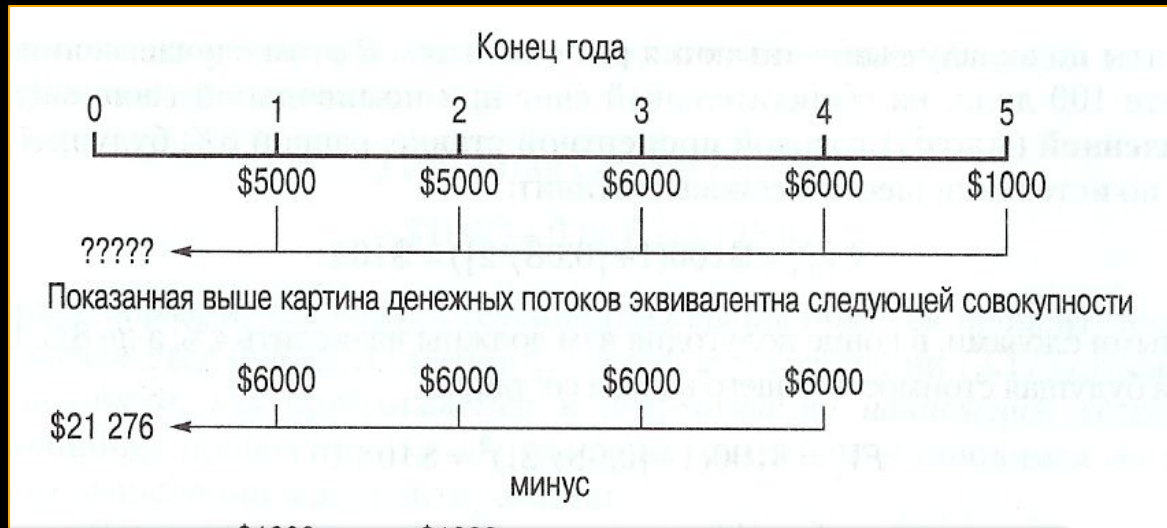 Конец года
0 1 2 3 4 5
$5000 $5000 $6000 $6000 $1000
?????
Показанная выше картина денежных потоков эквивалентна следующей совокупности
$6000 $6000 $6000 $6000
$21 276
минус